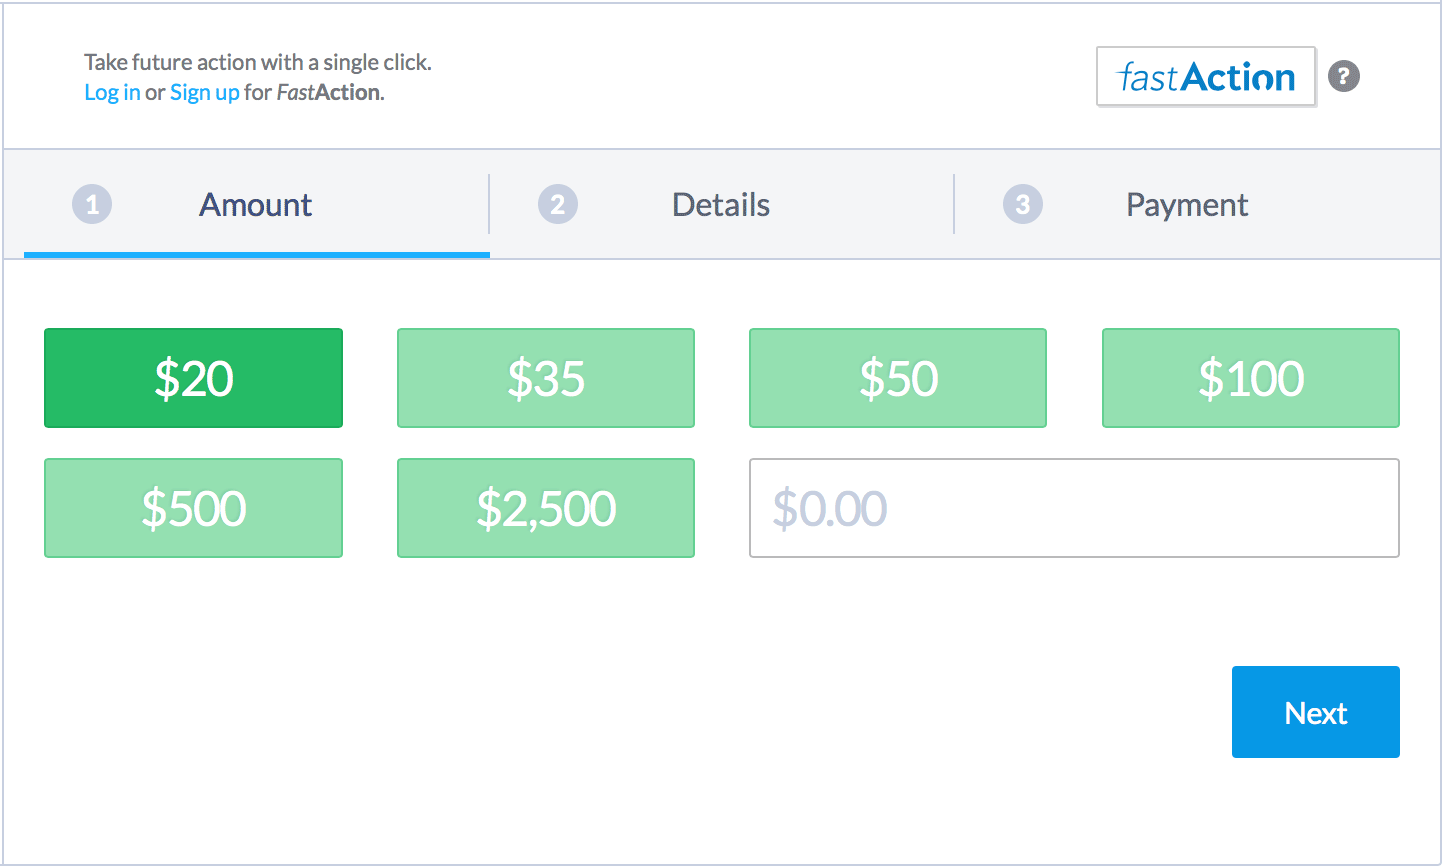 Take future action with a single click.
Log in or Sign up for FastAction.
fastAction ?
1 Amount 2 Details 3 Payment
$20 $35 $50 $100
$500 $2,500 $0.00
Next